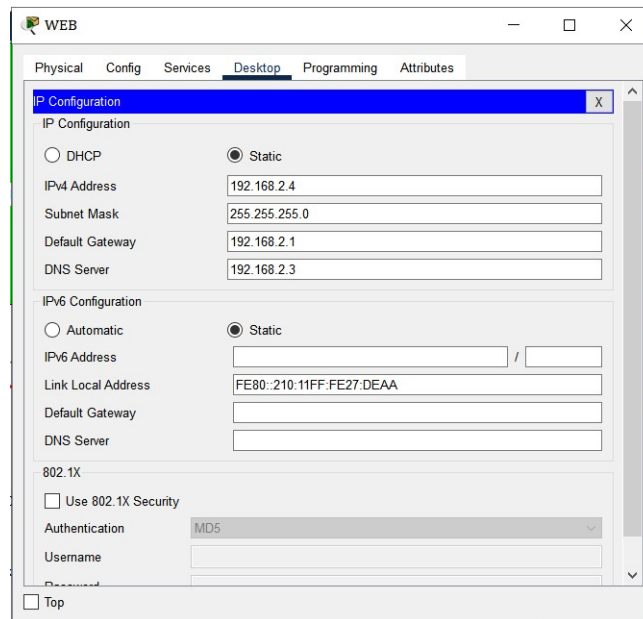 WEB
Physical Config Services Desktop Programming Attributes
IP Configuration X
IP Configuration
DHCP Static
IPv4 Address 192.168.2.4
Subnet Mask 255.255.255.0
Default Gateway 192.168.2.1
DNS Server 192.168.2.3
IPv6 Configuration
Automatic Static
IPv6 Address /
Link Local Address FE80::210:11FF:FE27:DEAA
Default Gateway
DNS Server
802.1X
Use 802.1X Security
Authentication MD5
Username
Password
Top